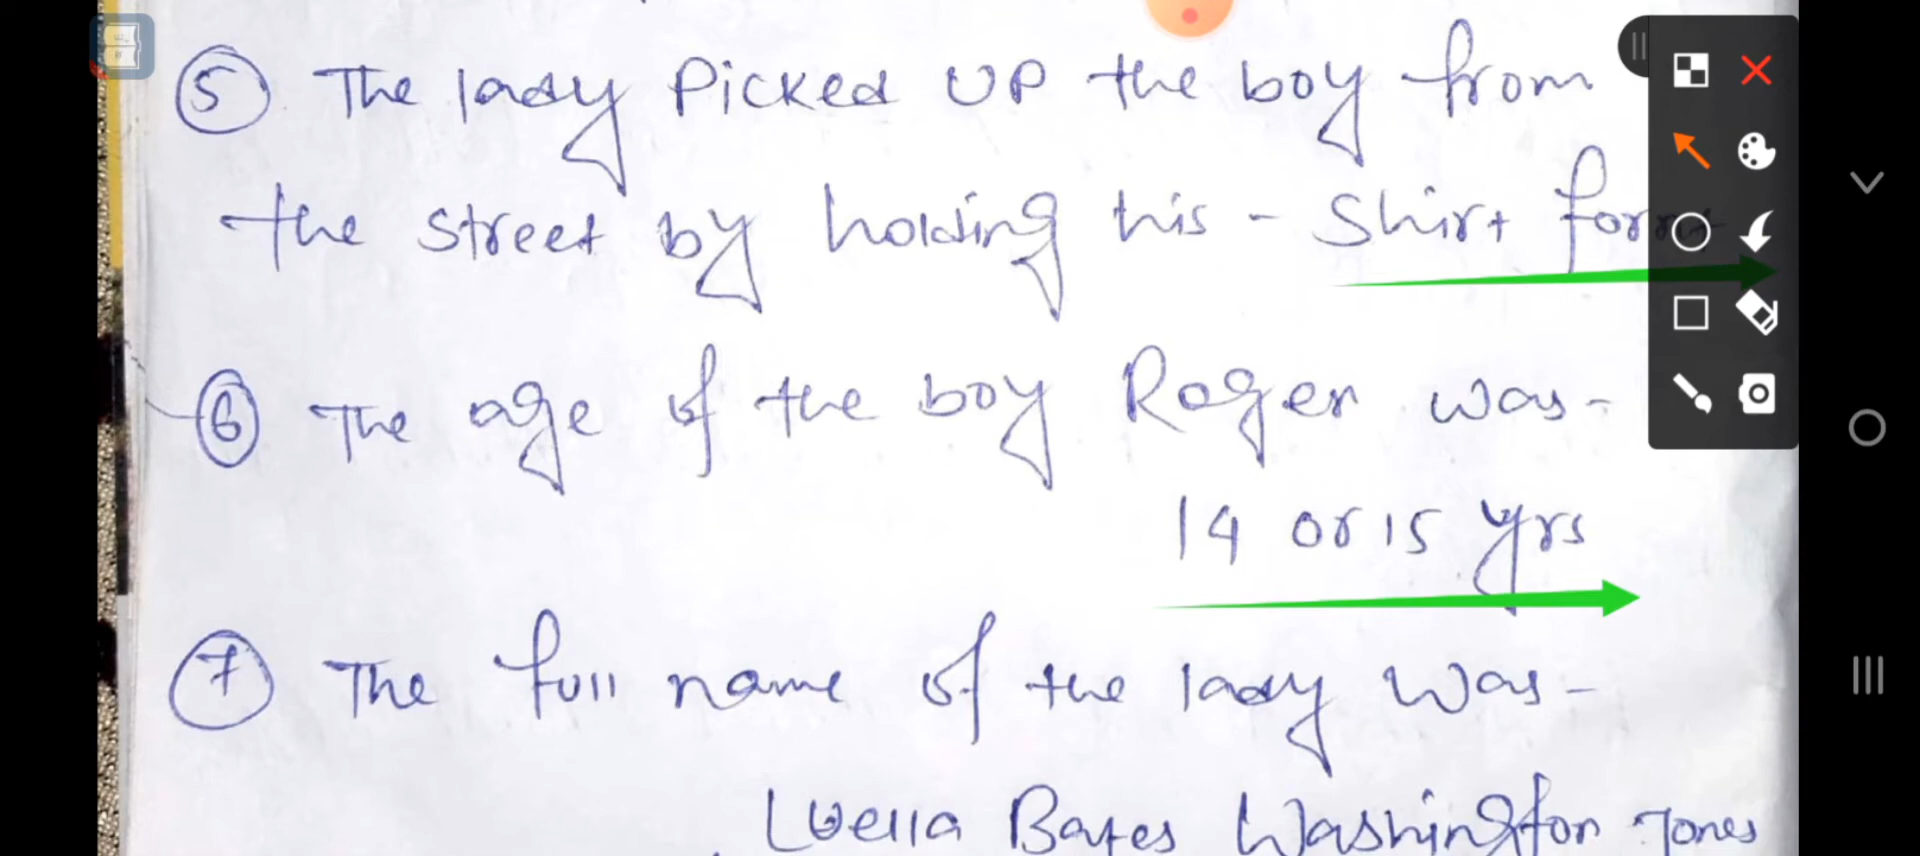 ⑤ The lady Picked UP the boy from
the street by holding his - Shirt
⑥ The age of the boy Roger was-
14 or 15 yrs
⑦ The full name of the lady was-
Luella Bates Washington Jones